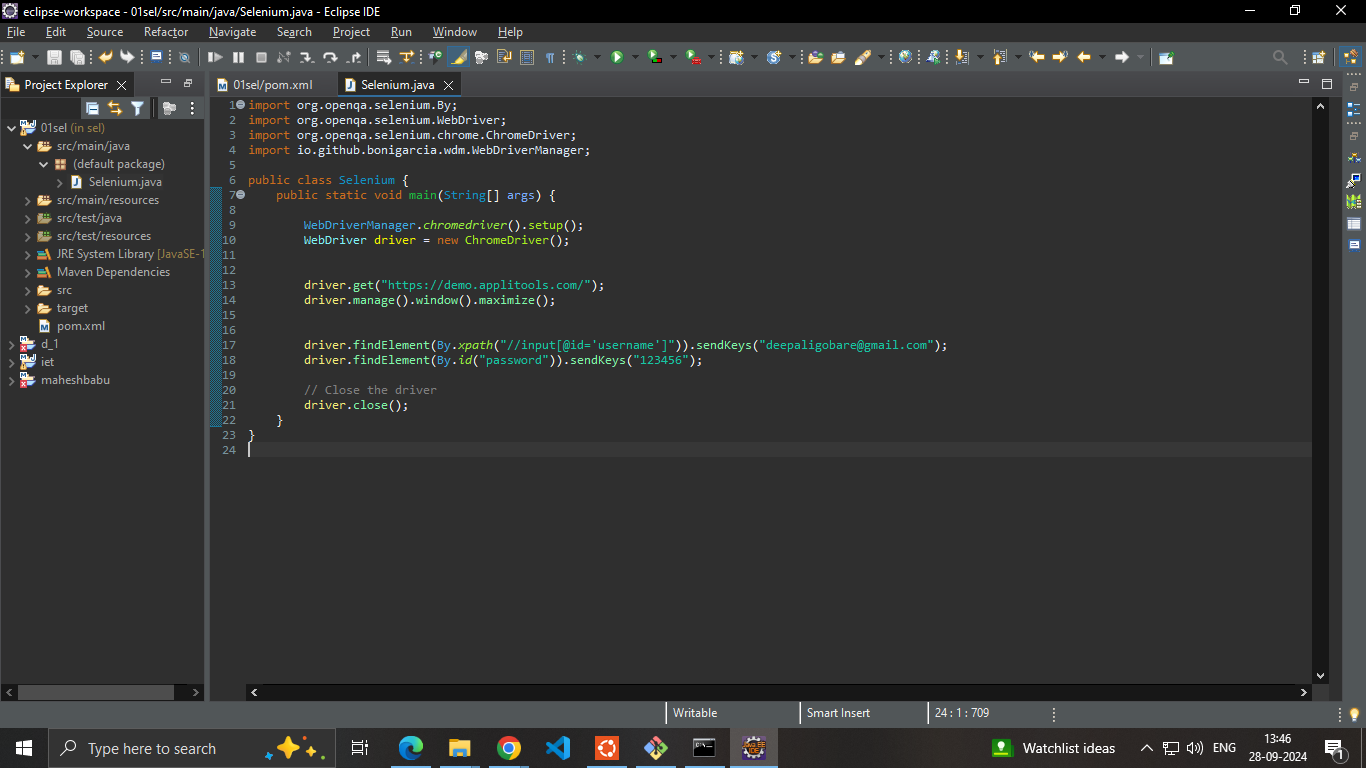 eclipse-workspace - 01sel/src/main/java/Selenium.java - Eclipse IDE
File Edit Source Refactor Navigate Search Project Run Window Help
Project Explorer
01sel/pom.xml
Selenium.java
01sel (in sel)
src/main/java
(default package)
Selenium.java
src/main/resources
src/test/java
src/test/resources
JRE System Library [JavaSE-1
Maven Dependencies
src
target
pom.xml
d_1
iet
maheshbabu
1 import org.openqa.selenium.By;
2 import org.openqa.selenium.WebDriver;
3 import org.openqa.selenium.chrome.ChromeDriver;
4 import io.github.bonigarcia.wdm.WebDriverManager;
5
6 public class Selenium {
7 public static void main(String[] args) {
8
9 WebDriverManager.chromedriver().setup();
10 WebDriver driver = new ChromeDriver();
11
12
13 driver.get("https://demo.applitools.com/");
14 driver.manage().window().maximize();
15
16
17 driver.findElement(By.xpath("//input[@id='username']")).sendKeys("deepaligobare@gmail.com");
18 driver.findElement(By.id("password")).sendKeys("123456");
19
20 // Close the driver
21 driver.close();
22 }
23 }
24
Writable Smart Insert 24 : 1 : 709
Type here to search
Watchlist ideas
ENG
13:46
28-09-2024
1